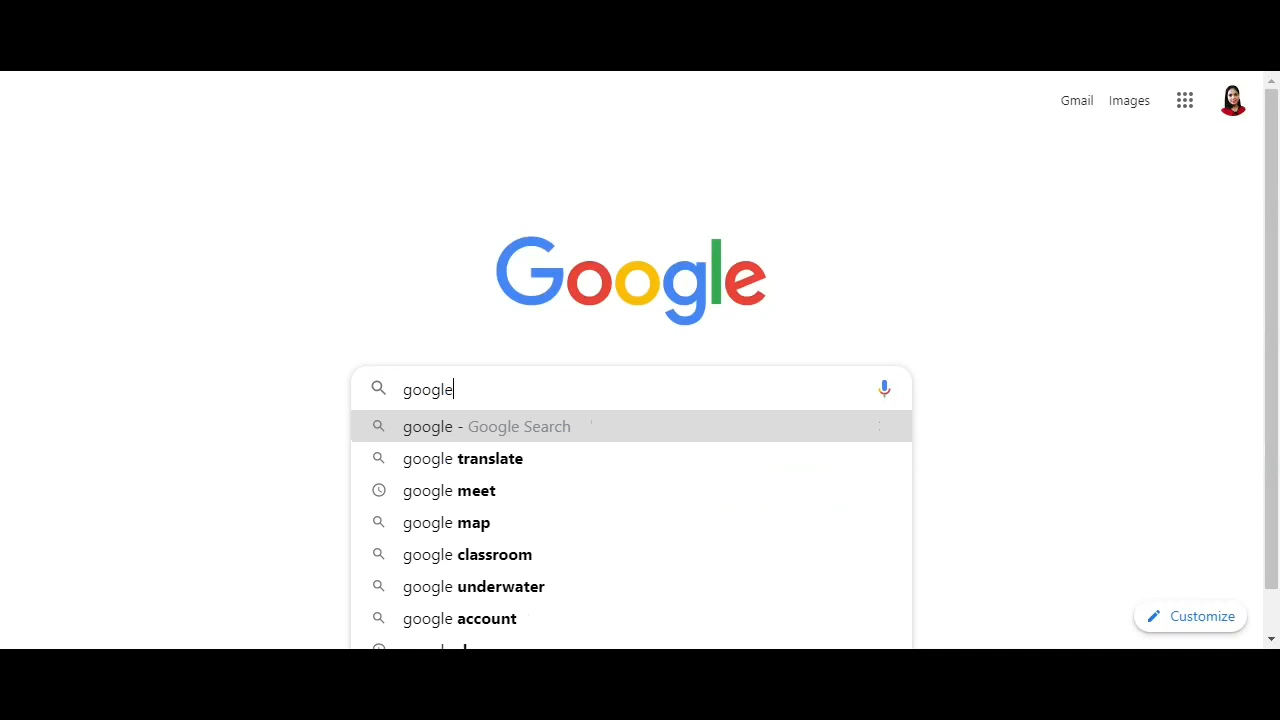 Gmail Images
Google
google
google - Google Search
google translate
google meet
google map
google classroom
google underwater
google account
Customize